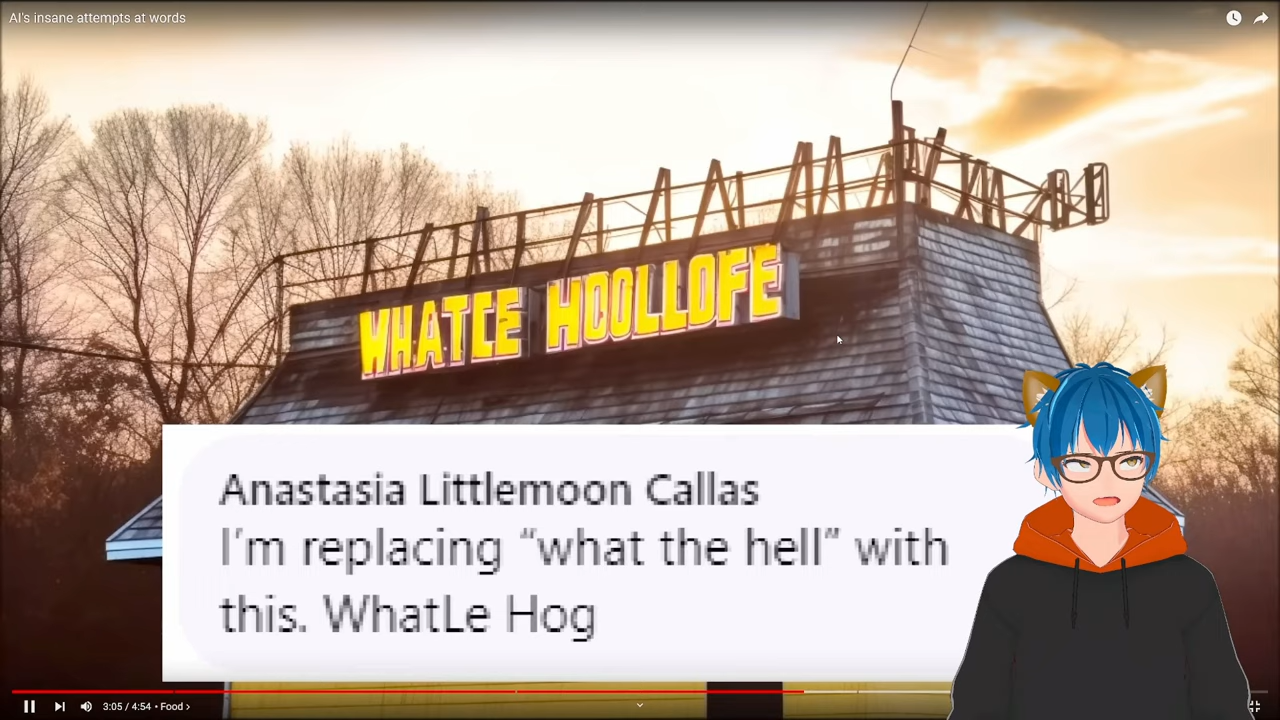 AI's insane attempts at words
WHATLE HOOLLOFE
Anastasia Littlemoon Callas
I'm replacing “what the hell” with
this. WhatLe Hog
3:05 / 4:54 • Food ›